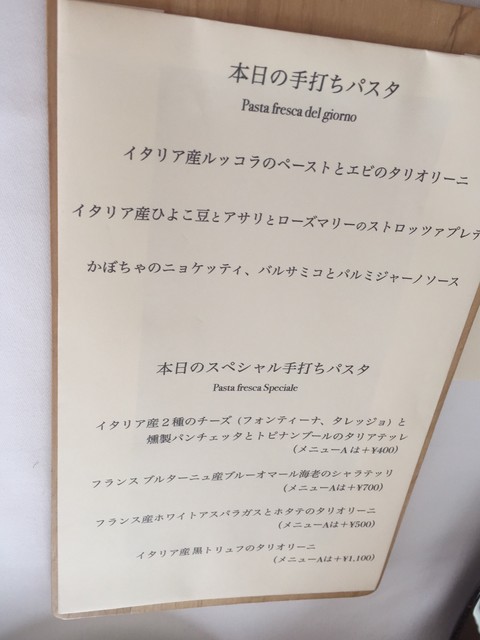 本日の手打ちパスタ
Pasta fresca del giorno
イタリア産ルッコラのペーストとエビのタリオリーニ
イタリア産ひよこ豆とアサリとローズマリーのストロッツァプレテ
かぼちゃのニョケッティ、バルサミコとパルミジャーノソース
本日のスペシャル手打ちパスタ
Pasta fresca Speciale
イタリア産２種のチーズ（フォンティーナ、タレッジョ）と
燻製パンチェッタとトピナンブールのタリアテッレ
（メニューAは＋¥400）
フランス ブルターニュ産ブルーオマール海老のシャラテッリ
（メニューAは＋¥700）
フランス産ホワイトアスパラガスとホタテのタリオリーニ
（メニューAは＋¥500）
イタリア産 黒トリュフのタリオリーニ
（メニューAは＋¥1,100）